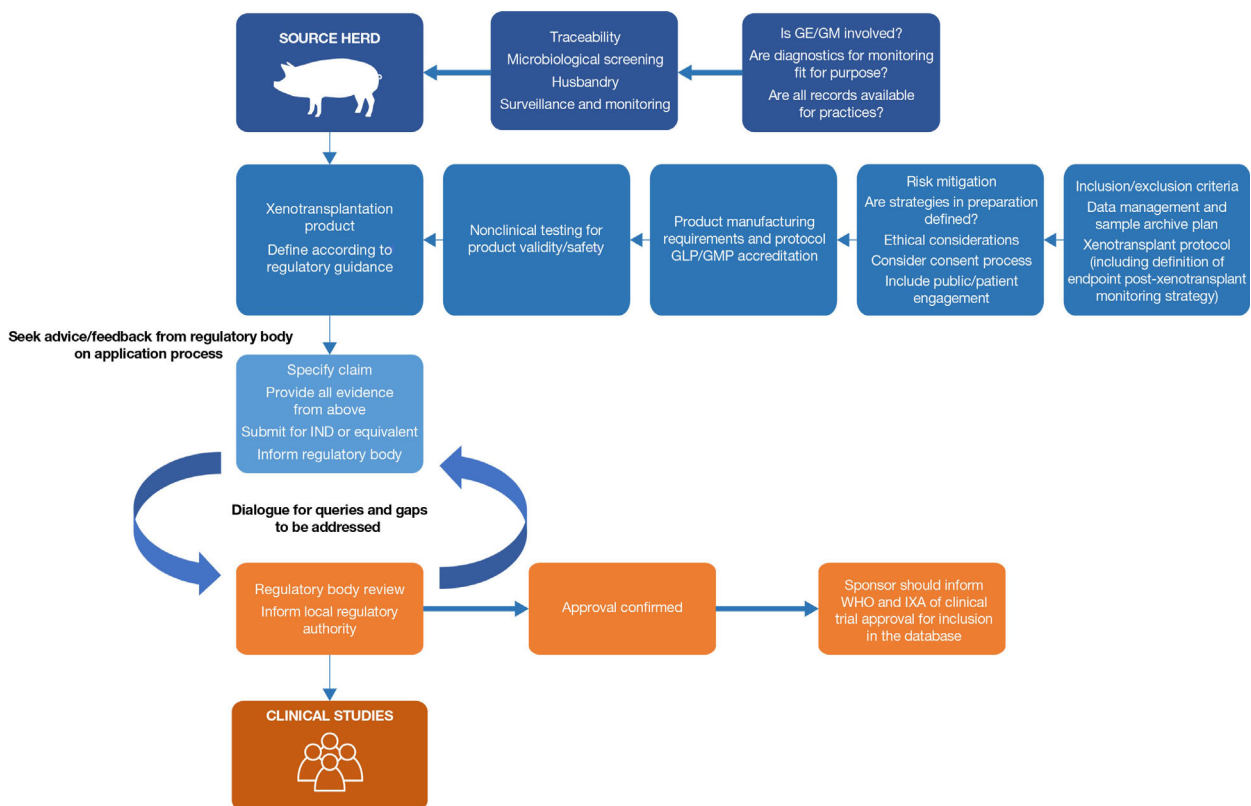 SOURCE HERD
Traceability
Microbiological screening
Husbandry
Surveillance and monitoring
Is GE/GM involved?
Are diagnostics for monitoring
fit for purpose?
Are all records available
for practices?
Xenotransplantation
product
Define according to
regulatory guidance
Nonclinical testing for
product validity/safety
Product manufacturing
requirements and protocol
GLP/GMP accreditation
Risk mitigation
Are strategies in preparation
defined?
Ethical considerations
Consider consent process
Include public/patient
engagement
Inclusion/exclusion criteria
Data management and
sample archive plan
Xenotransplant protocol
(including definition of
endpoint post-xenotransplant
monitoring strategy)
Seek advice/feedback from regulatory body
on application process
Specify claim
Provide all evidence
from above
Submit for IND or equivalent
Inform regulatory body
Dialogue for queries and gaps
to be addressed
Regulatory body review
Inform local regulatory
authority
Approval confirmed
Sponsor should inform
WHO and IXA of clinical
trial approval for inclusion
in the database
CLINICAL STUDIES